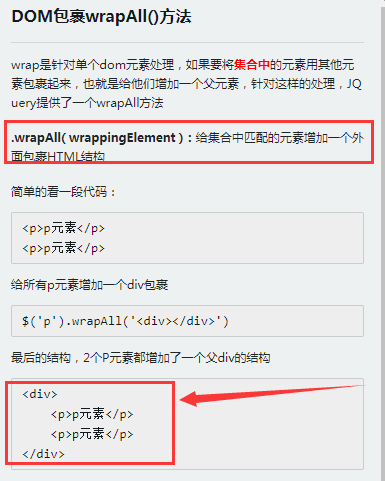 DOM包裹wrapAll()方法
wrap是针对单个dom元素处理，如果要将集合中的元素用其他元
素包裹起来，也就是给他们增加一个父元素，针对这样的处理，JQ
uery提供了一个wrapAll方法
.wrapAll( wrappingElement )：给集合中匹配的元素增加一个外
面包裹HTML结构
简单的看一段代码：
<p>p元素</p>
<p>p元素</p>
给所有p元素增加一个div包裹
$('p').wrapAll('<div></div>')
最后的结构，2个P元素都增加了一个父div的结构
<div>
    <p>p元素</p>
    <p>p元素</p>
</div>